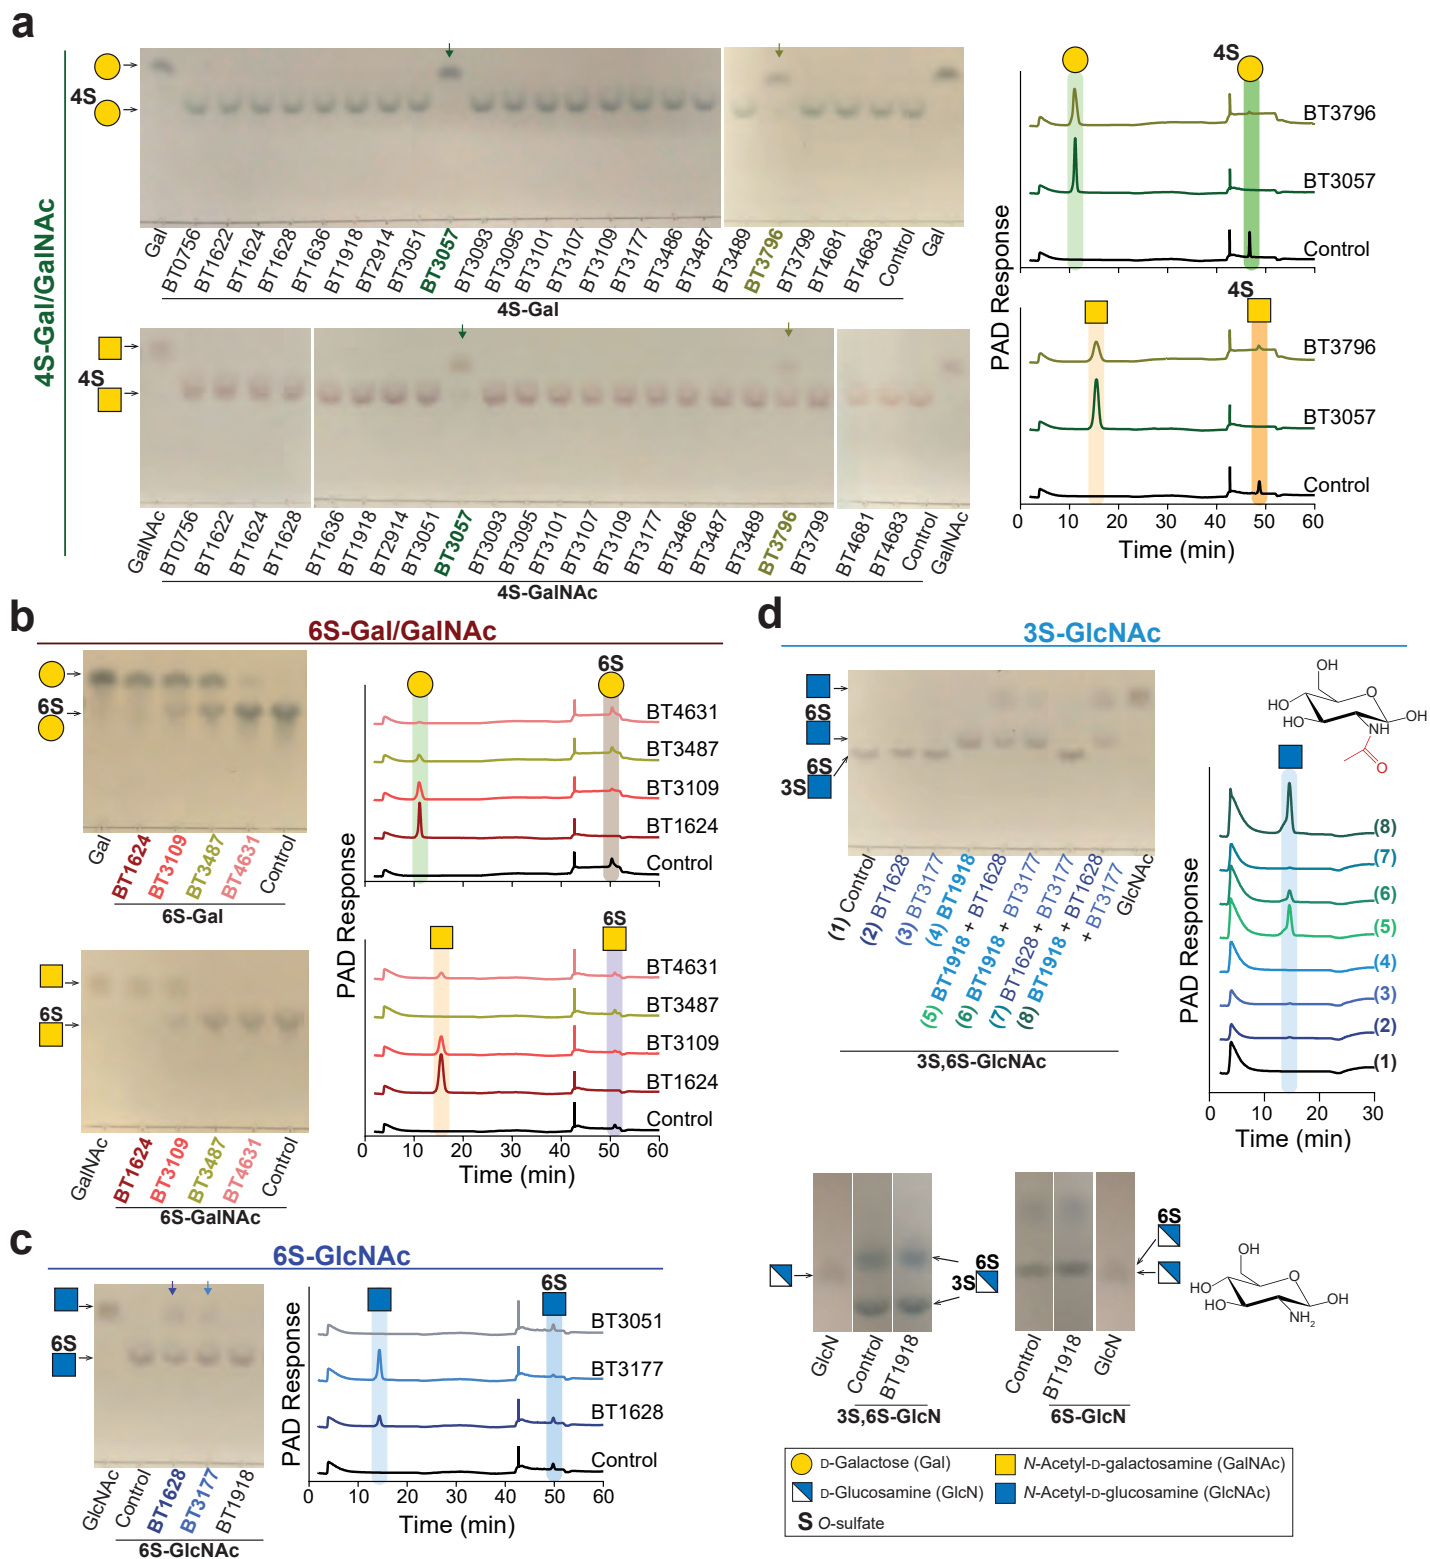 a
4S-Gal/GalNAc
4S
Gal
BT0756
BT1622
BT1624
BT1628
BT1636
BT1918
BT2914
BT3051
BT3057
BT3093
BT3095
BT3101
BT3107
BT3109
BT3177
BT3486
BT3487
BT3489
BT3796
BT3799
BT4681
BT4683
Control
Gal
4S-Gal
4S
GalNAc
BT0756
BT1622
BT1624
BT1628
BT1636
BT1918
BT2914
BT3051
BT3057
BT3093
BT3095
BT3101
BT3107
BT3109
BT3177
BT3486
BT3487
BT3489
BT3796
BT3799
BT4681
BT4683
Control
GalNAc
4S-GalNAc
4S
BT3796
BT3057
Control
4S
BT3796
BT3057
Control
PAD Response
0 10 20 30 40 50 60
Time (min)
b
6S-Gal/GalNAc
6S
Gal
BT1624
BT3109
BT3487
BT4631
Control
6S-Gal
6S
GalNAc
BT1624
BT3109
BT3487
BT4631
Control
6S-GalNAc
6S
BT4631
BT3487
BT3109
BT1624
Control
6S
BT4631
BT3487
BT3109
BT1624
Control
PAD Response
0 10 20 30 40 50 60
Time (min)
c
6S-GlcNAc
6S
GlcNAc
Control
BT1628
BT3177
BT1918
6S-GlcNAc
6S
BT3051
BT3177
BT1628
Control
PAD Response
0 10 20 30 40 50 60
Time (min)
d
3S-GlcNAc
6S
6S
3S
(1) Control
(2) BT1628
(3) BT3177
(4) BT1918
(5) BT1918 + BT1628
(6) BT1918 + BT3177
(7) BT1628 + BT3177
(8) BT1918 + BT1628
+ BT3177
GlcNAc
3S,6S-GlcNAc
OH
HO
O
HO
OH
NH
O
(8)
(7)
(6)
(5)
(4)
(3)
(2)
(1)
PAD Response
0 10 20 30
Time (min)
6S
3S
GlcN
Control
BT1918
3S,6S-GlcN
6S
Control
BT1918
GlcN
6S-GlcN
OH
HO
O
HO
OH
NH2
D-Galactose (Gal)
N-Acetyl-D-galactosamine (GalNAc)
D-Glucosamine (GlcN)
N-Acetyl-D-glucosamine (GlcNAc)
S O-sulfate